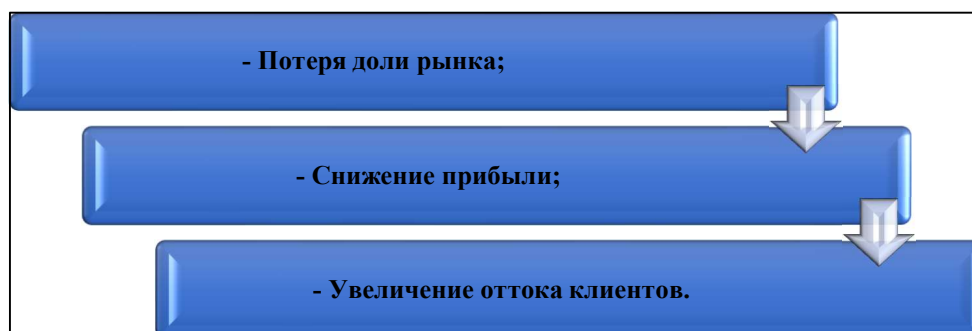 - Потеря доли рынка;
- Снижение прибыли;
- Увеличение оттока клиентов.